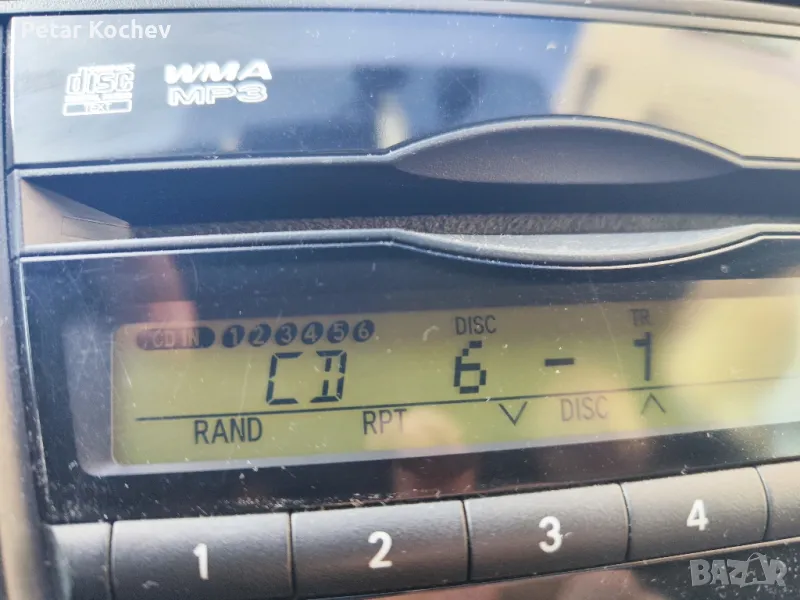 Petar Kochev
disc WMA
TEXT MP3
CD IN 1 2 3 4 5 6 DISC TR
CD 6 - 1
RAND RPT DISC
1 2 3 4
BAZAR